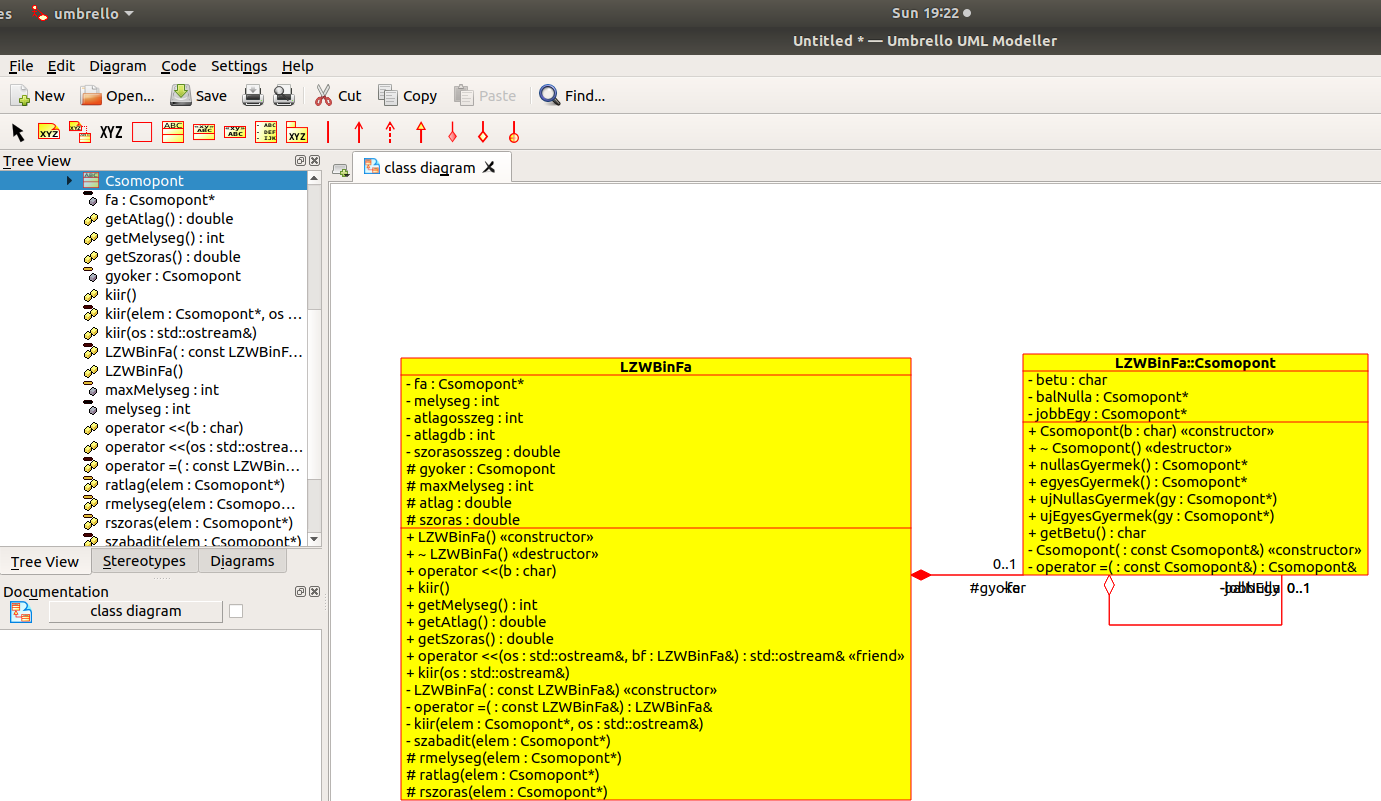 es umbrello Sun 19:22
Untitled * — Umbrello UML Modeller
File Edit Diagram Code Settings Help
New Open... Save Cut Copy Paste Find...
XYZ
Tree View
class diagram
Csomopont
fa : Csomopont*
getAtlag() : double
getMelyseg() : int
getSzoras() : double
gyoker : Csomopont
kiir()
kiir(elem : Csomopont*, os ...
kiir(os : std::ostream&)
LZWBinFa( : const LZWBinF...
LZWBinFa()
maxMelyseg : int
melyseg : int
operator <<(b : char)
operator <<(os : std::ostrea...
operator =( : const LZWBin...
ratlag(elem : Csomopont*)
rmelyseg(elem : Csomopo...
rszoras(elem : Csomopont*)
szabadit(elem : Csomopont*)
Tree View Stereotypes Diagrams
Documentation
class diagram
LZWBinFa
- fa : Csomopont*
- melyseg : int
- atlagosszeg : int
- atlagdb : int
- szorasosszeg : double
# gyoker : Csomopont
# maxMelyseg : int
# atlag : double
# szoras : double
+ LZWBinFa() «constructor»
+ ~ LZWBinFa() «destructor»
+ operator <<(b : char)
+ kiir()
+ getMelyseg() : int
+ getAtlag() : double
+ getSzoras() : double
+ operator <<(os : std::ostream&, bf : LZWBinFa&) : std::ostream& «friend»
+ kiir(os : std::ostream&)
- LZWBinFa( : const LZWBinFa&) «constructor»
- operator =( : const LZWBinFa&) : LZWBinFa&
- kiir(elem : Csomopont*, os : std::ostream&)
- szabadit(elem : Csomopont*)
# rmelyseg(elem : Csomopont*)
# ratlag(elem : Csomopont*)
# rszoras(elem : Csomopont*)
LZWBinFa::Csomopont
- betu : char
- balNulla : Csomopont*
- jobbEgy : Csomopont*
+ Csomopont(b : char) «constructor»
+ ~ Csomopont() «destructor»
+ nullasGyermek() : Csomopont*
+ egyesGyermek() : Csomopont*
+ ujNullasGyermek(gy : Csomopont*)
+ ujEgyesGyermek(gy : Csomopont*)
+ getBetu() : char
- Csomopont( : const Csomopont&) «constructor»
- operator =( : const Csomopont&) : Csomopont&
0..1
#gyoker
0..1